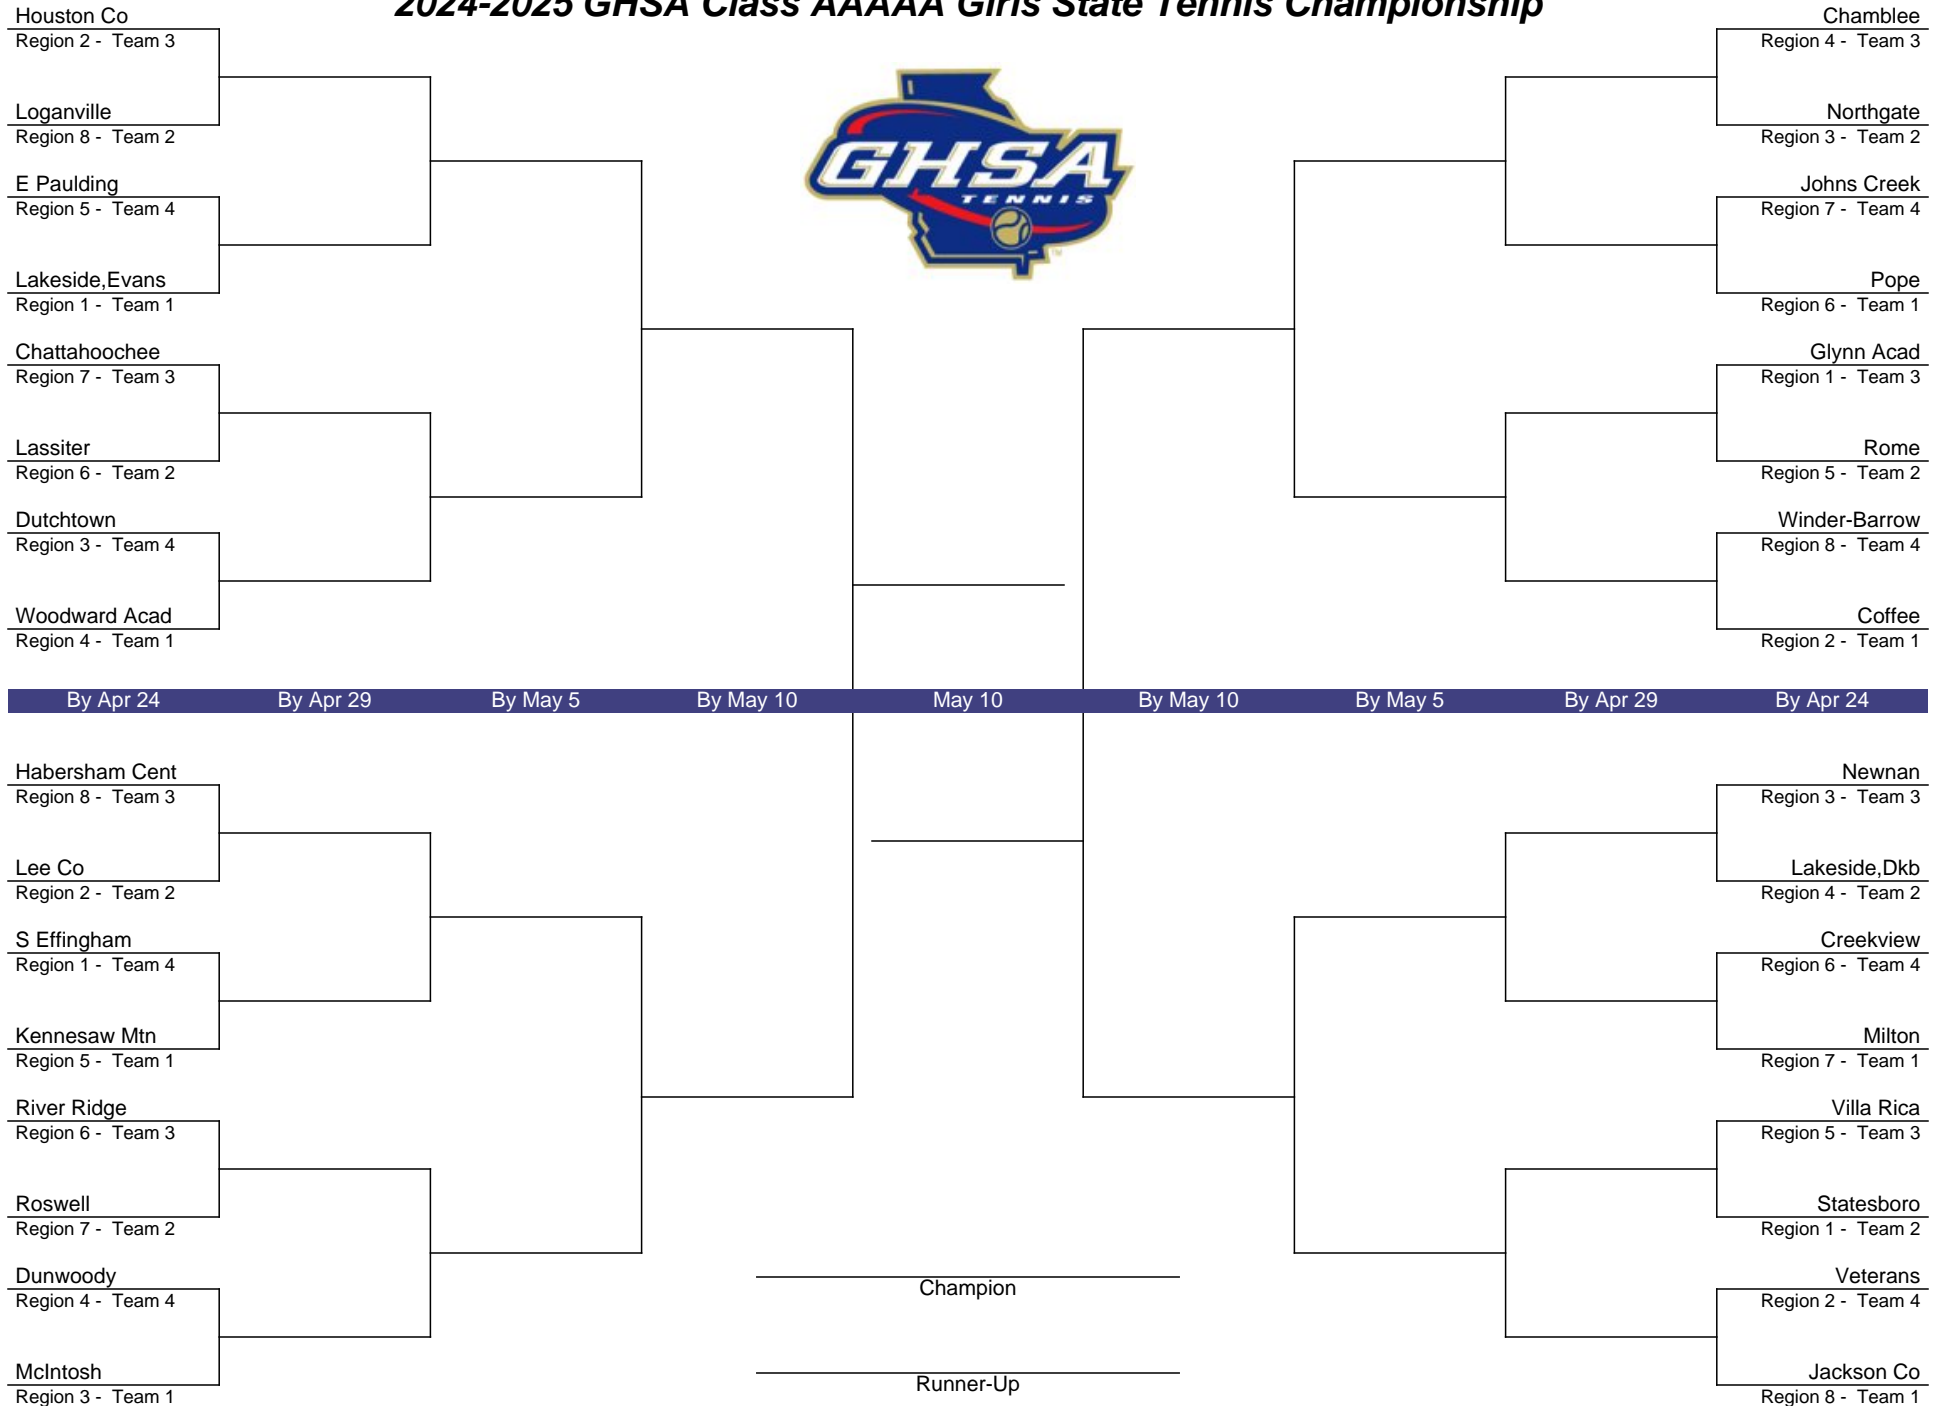 2024-2025 GHSA Class AAAAA Girls State Tennis Championship
Houston Co
Region 2 - Team 3
Loganville
Region 8 - Team 2
E Paulding
Region 5 - Team 4
Lakeside,Evans
Region 1 - Team 1
Chattahoochee
Region 7 - Team 3
Lassiter
Region 6 - Team 2
Dutchtown
Region 3 - Team 4
Woodward Acad
Region 4 - Team 1
GHSA
TENNIS
TM
Chamblee
Region 4 - Team 3
Northgate
Region 3 - Team 2
Johns Creek
Region 7 - Team 4
Pope
Region 6 - Team 1
Glynn Acad
Region 1 - Team 3
Rome
Region 5 - Team 2
Winder-Barrow
Region 8 - Team 4
Coffee
Region 2 - Team 1
By Apr 24 By Apr 29 By May 5 By May 10 May 10 By May 10 By May 5 By Apr 29 By Apr 24
Habersham Cent
Region 8 - Team 3
Lee Co
Region 2 - Team 2
S Effingham
Region 1 - Team 4
Kennesaw Mtn
Region 5 - Team 1
River Ridge
Region 6 - Team 3
Roswell
Region 7 - Team 2
Dunwoody
Region 4 - Team 4
McIntosh
Region 3 - Team 1
Champion
Runner-Up
Newnan
Region 3 - Team 3
Lakeside,Dkb
Region 4 - Team 2
Creekview
Region 6 - Team 4
Milton
Region 7 - Team 1
Villa Rica
Region 5 - Team 3
Statesboro
Region 1 - Team 2
Veterans
Region 2 - Team 4
Jackson Co
Region 8 - Team 1